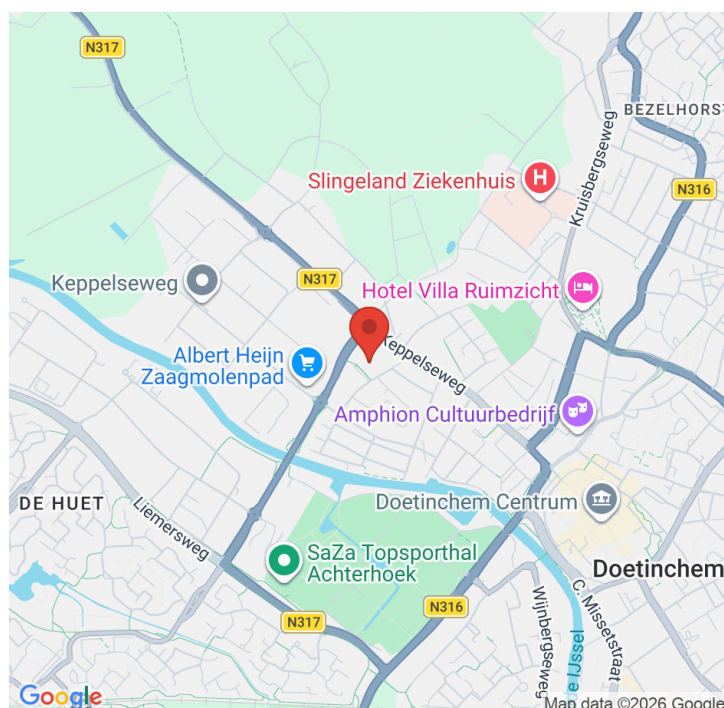 N317
BEZELHORST
Kruisbergseweg
Slingeland Ziekenhuis
H
N316
Keppelseweg
N317
Hotel Villa Ruimzicht
Keppelseweg
Albert Heijn
Zaagmolenpad
Amphion Cultuurbedrijf
DE HUET
Liemersweg
Doetinchem Centrum
SaZa Topsporthal
Achterhoek
Doetinchem
N316
N317
Wijnbergseweg
C. Missetstraat
de IJssel
Google
Map data ©2026 Google